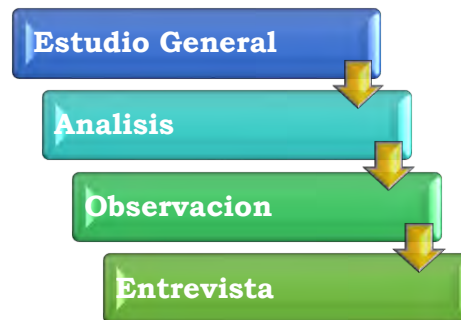 Estudio General
Analisis
Observacion
Entrevista